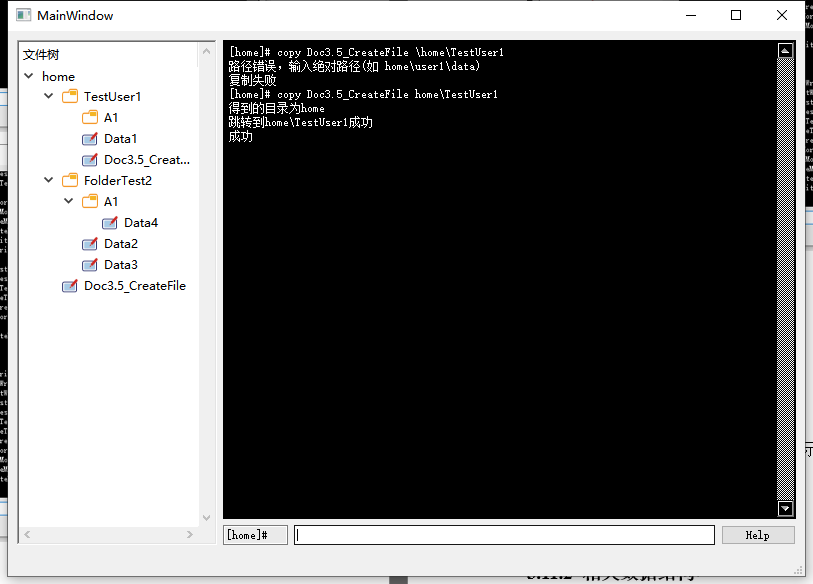 MainWindow
文件树
home
TestUser1
A1
Data1
Doc3.5_Creat...
FolderTest2
A1
Data4
Data2
Data3
Doc3.5_CreateFile
[home]# copy Doc3.5_CreateFile \home\TestUser1
路径错误，输入绝对路径(如 home\user1\data)
复制失败
[home]# copy Doc3.5_CreateFile home\TestUser1
得到的目录为home
跳转到home\TestUser1成功
成功
[home]#
Help